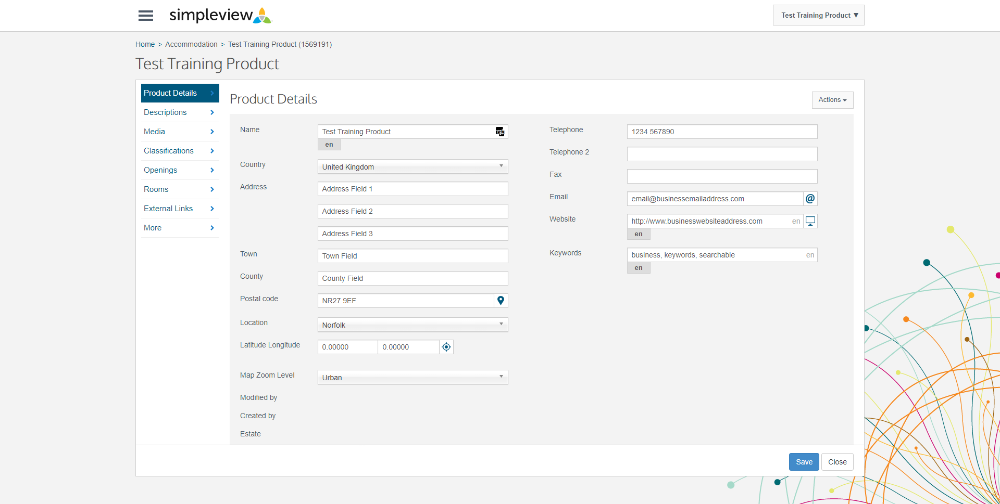 simpleview
Test Training Product ▼
Home > Accommodation > Test Training Product (1569191)
Test Training Product
Product Details
Descriptions
Media
Classifications
Openings
Rooms
External Links
More
Product Details
Actions
Name
Test Training Product
en
Country
United Kingdom
Address
Address Field 1
Address Field 2
Address Field 3
Town
Town Field
County
County Field
Postal code
NR27 9EF
Location
Norfolk
Latitude Longitude
0.00000
0.00000
Map Zoom Level
Urban
Modified by
Created by
Estate
Telephone
1234 567890
Telephone 2
Fax
Email
email@businessemailaddress.com
@
Website
http://www.businesswebsiteaddress.com en
en
Keywords
business, keywords, searchable en
en
Save
Close